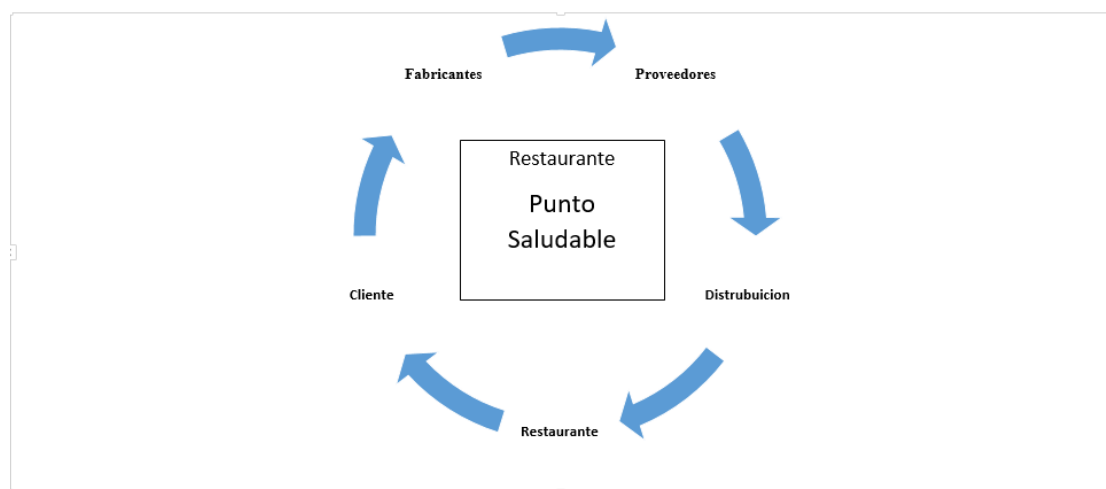 Fabricantes
Proveedores
Restaurante
Punto
Saludable
Cliente
Distrubuicion
Restaurante